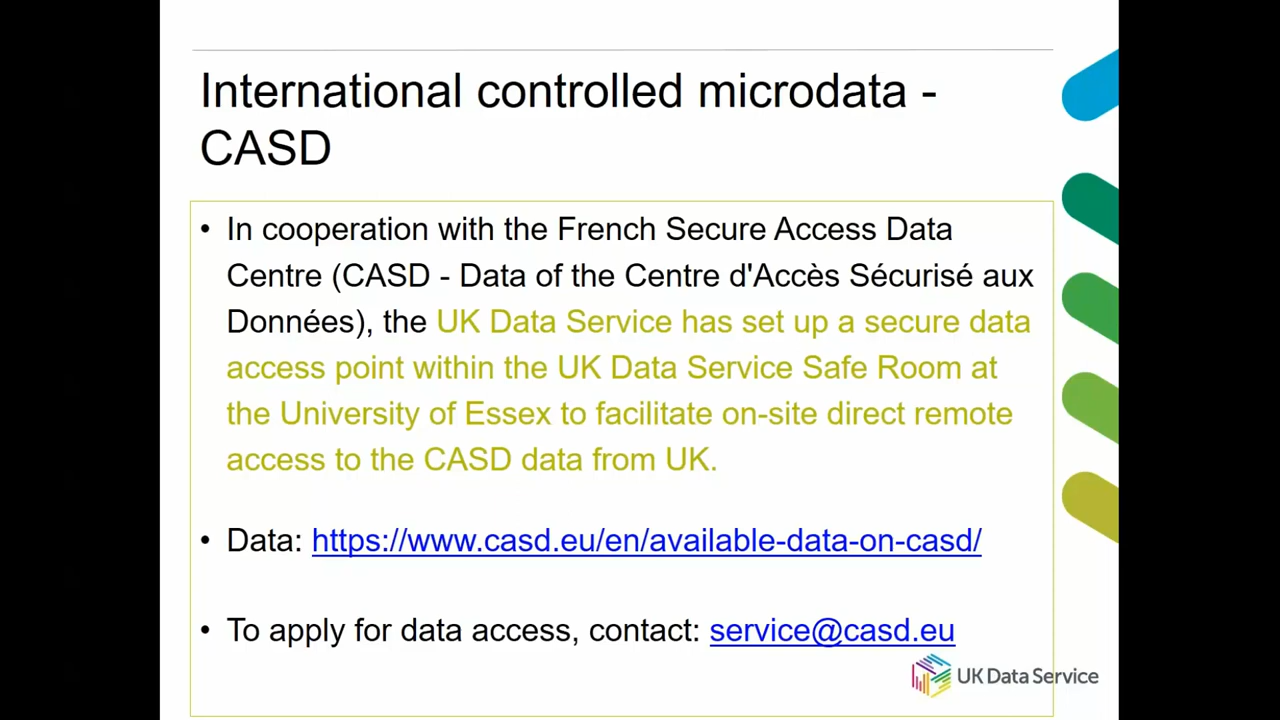 International controlled microdata -
CASD
• In cooperation with the French Secure Access Data
Centre (CASD - Data of the Centre d'Accès Sécurisé aux
Données), the UK Data Service has set up a secure data
access point within the UK Data Service Safe Room at
the University of Essex to facilitate on-site direct remote
access to the CASD data from UK.
• Data: https://www.casd.eu/en/available-data-on-casd/
• To apply for data access, contact: service@casd.eu
UK Data Service